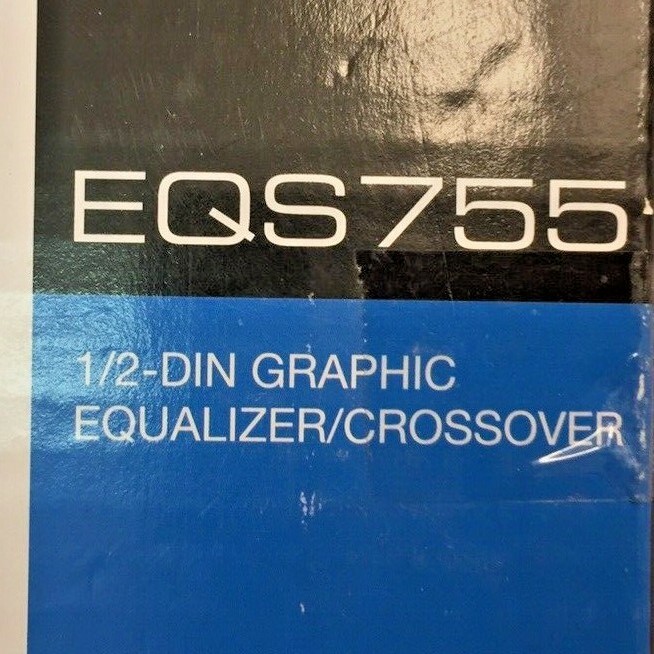 EQS755
1/2-DIN GRAPHIC
EQUALIZER/CROSSOVER